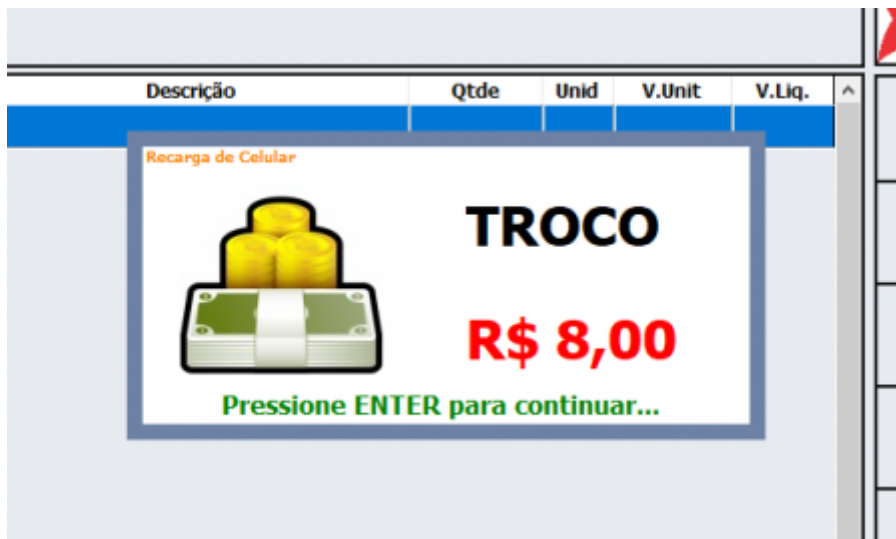 Descrição Qtde Unid V.Unit V.Liq.
Recarga de Celular
TROCO
R$ 8,00
Pressione ENTER para continuar...